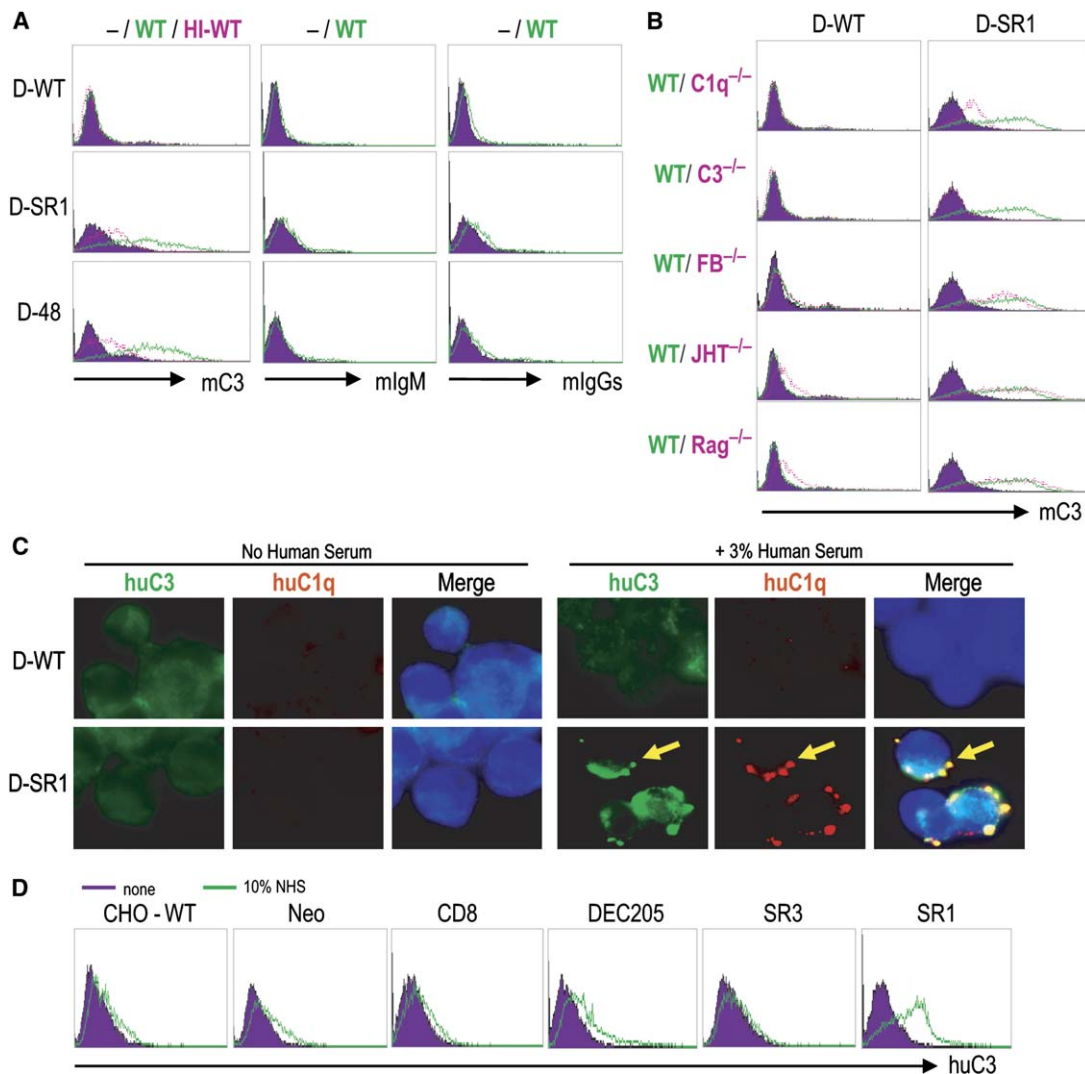 A
– / WT / HI-WT
– / WT
– / WT
D-WT
D-SR1
D-48
mC3
mIgM
mIgGs
B
D-WT
D-SR1
WT/ C1q–/–
WT/ C3–/–
WT/ FB–/–
WT/ JHT–/–
WT/ Rag–/–
mC3
C
No Human Serum
+ 3% Human Serum
huC3
huC1q
Merge
huC3
huC1q
Merge
D-WT
D-SR1
D
none
10% NHS
CHO - WT
Neo
CD8
DEC205
SR3
SR1
huC3